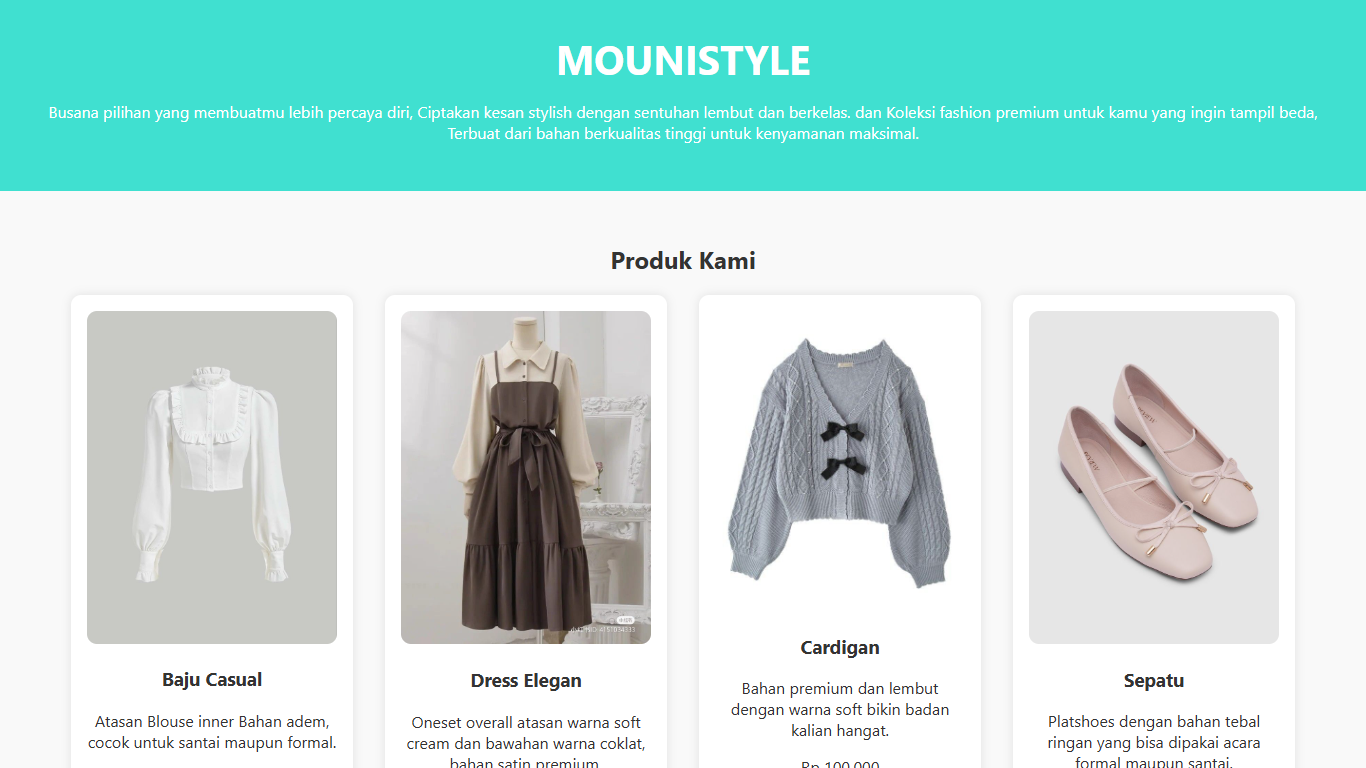 MOUNISTYLE
Busana pilihan yang membuatmu lebih percaya diri, Ciptakan kesan stylish dengan sentuhan lembut dan berkelas. dan Koleksi fashion premium untuk kamu yang ingin tampil beda,
Terbuat dari bahan berkualitas tinggi untuk kenyamanan maksimal.
Produk Kami
Baju Casual
Atasan Blouse inner Bahan adem,
cocok untuk santai maupun formal.
Dress Elegan
Oneset overall atasan warna soft
cream dan bawahan warna coklat,
bahan satin premium.
Cardigan
Bahan premium dan lembut
dengan warna soft bikin badan
kalian hangat.
Rp 100.000
Sepatu
Platshoes dengan bahan tebal
ringan yang bisa dipakai acara
formal maupun santai.